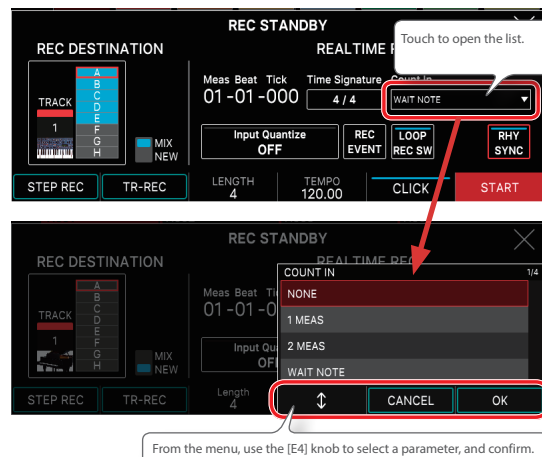 REC STANDBY
REC DESTINATION
REALTIME R
Touch to open the list.
TRACK
1
A
B
C
D
E
F
G
H
MIX
NEW
Meas Beat Tick
01-01-000
Time Signature
4 / 4
Count In
WAIT NOTE
Input Quantize
OFF
REC
EVENT
LOOP
REC SW
RHY
SYNC
STEP REC
TR-REC
LENGTH
4
TEMPO
120.00
CLICK
START
REC STANDBY
REC DESTINATION
REALTIME REC
TRACK
1
A
B
C
D
E
F
G
H
MIX
NEW
Meas Beat Ti
01-01-0
Input Qu
OFF
STEP REC
TR-REC
Length
4
COUNT IN
1/4
NONE
1 MEAS
2 MEAS
WAIT NOTE
CANCEL
OK
From the menu, use the [E4] knob to select a parameter, and confirm.